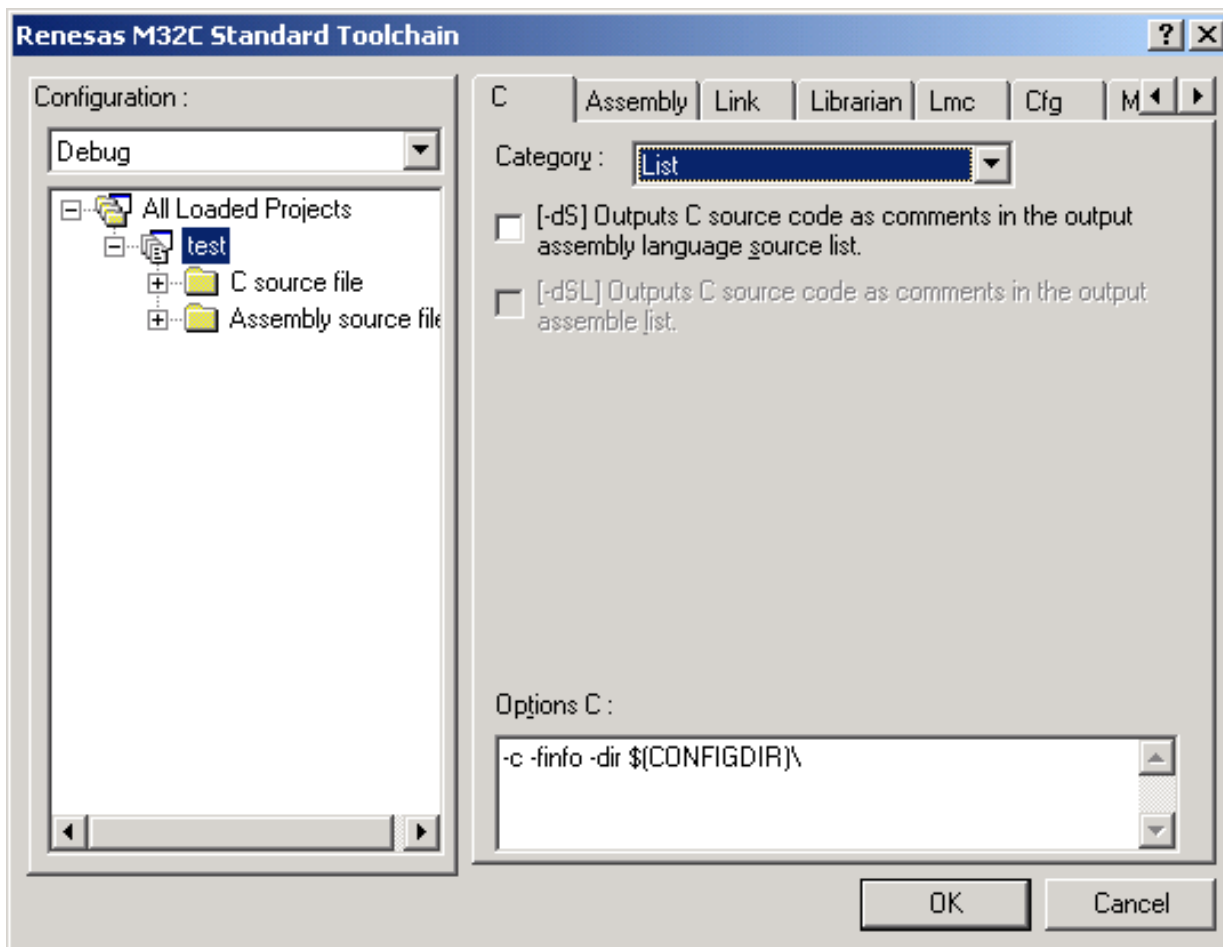 Renesas M32C Standard Toolchain
Configuration :
Debug
All Loaded Projects
test
C source file
Assembly source file
C Assembly Link Librarian Lmc Cfg M
Category : List
[-dS] Outputs C source code as comments in the output
assembly language source list.
[-dSL] Outputs C source code as comments in the output
assemble list.
Options C :
-c -finfo -dir $(CONFIGDIR)\
OK Cancel